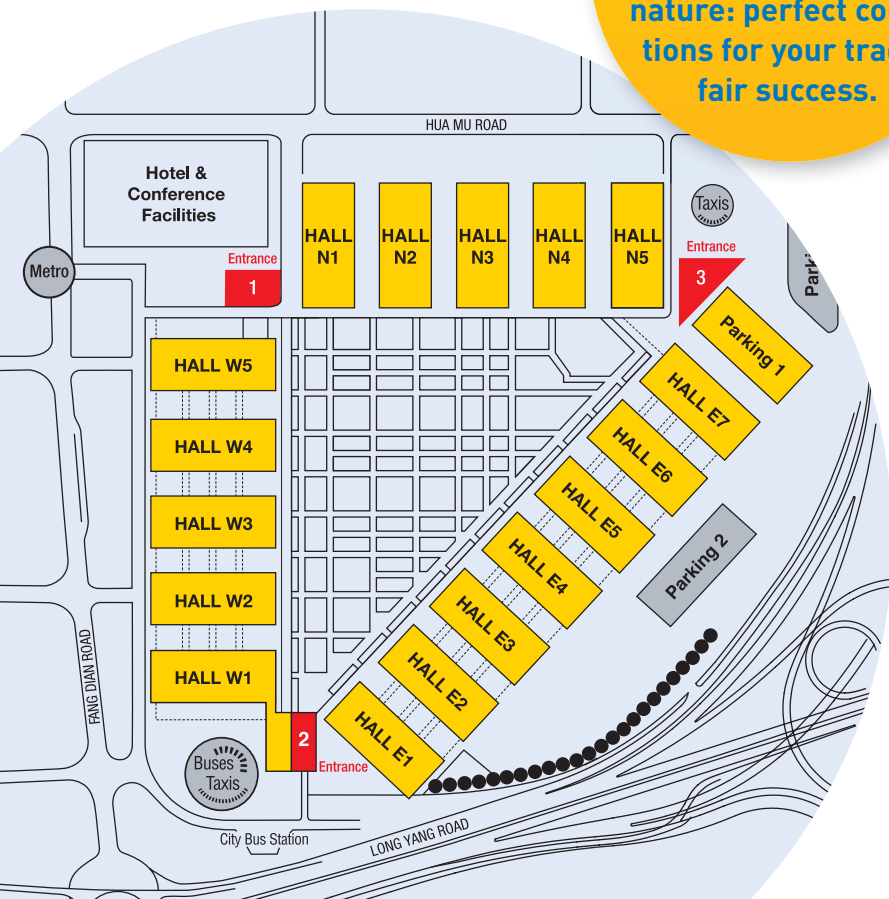 nature: perfect co
tions for your tra
fair success.
HUA MU ROAD
Hotel &
Conference
Facilities
Metro
Entrance
1
HALL
N1
HALL
N2
HALL
N3
HALL
N4
HALL
N5
Taxis
Entrance
3
Parki
Parking 1
HALL W5
HALL W4
HALL W3
HALL W2
HALL W1
HALL E7
HALL E6
HALL E5
HALL E4
HALL E3
HALL E2
HALL E1
Parking 2
FANG DIAN ROAD
2
Entrance
Buses
Taxis
City Bus Station
LONG YANG ROAD